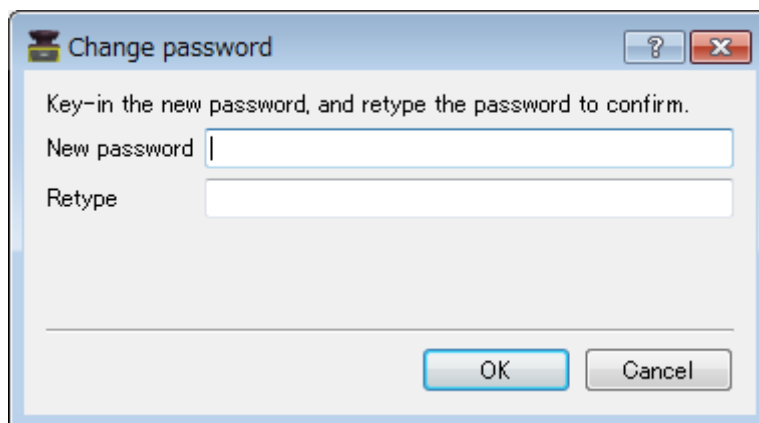 Change password
Key-in the new password, and retype the password to confirm.
New password
Retype
OK
Cancel